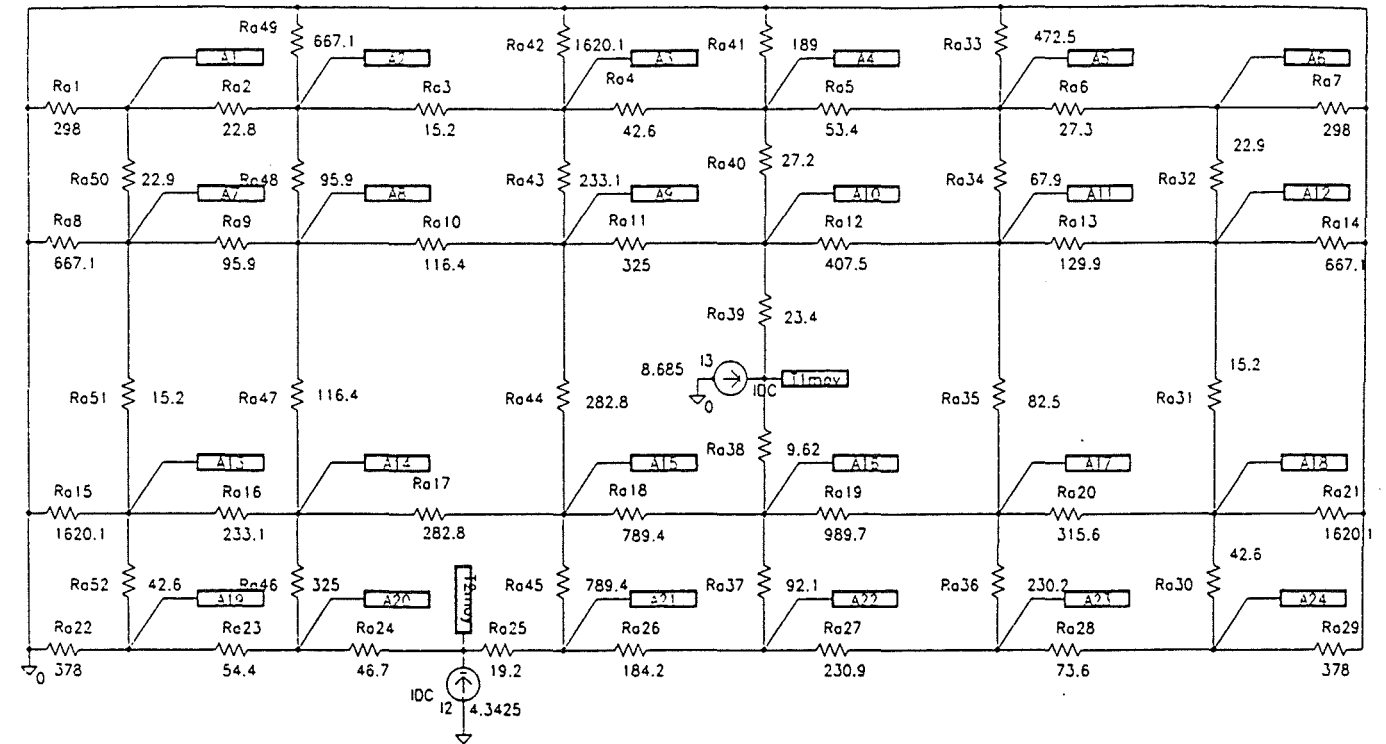 Ra49 667.1 Ra42 1620.1 Ra41 189 Ra33 472.5
A1 A2 A3 A4 A5 A6
Ra1 Ra2 Ra3 Ra4 Ra5 Ra6 Ra7
298 22.8 15.2 42.6 53.4 27.3 298
Ra50 22.9 Ra48 95.9 Ra43 233.1 Ra40 27.2 Ra34 67.9 Ra32 22.9
A7 A8 A9 A10 A11 A12
Ra8 Ra9 Ra10 Ra11 Ra12 Ra13 Ra14
667.1 95.9 116.4 325 407.5 129.9 667.1
Ra39 23.4
8.685 I3 IDC I1moy
0
Ra51 15.2 Ra47 116.4 Ra44 282.8 Ra35 82.5 Ra31 15.2
Ra38 9.62
A13 A14 A15 A16 A17 A18
Ra15 Ra16 Ra17 Ra18 Ra19 Ra20 Ra21
1620.1 233.1 282.8 789.4 989.7 315.6 1620.1
Ra52 42.6 Ra46 325 Ra45 789.4 Ra37 92.1 Ra36 230.2 Ra30 42.6
A19 A20 I2moy A21 A22 A23 A24
Ra22 Ra23 Ra24 Ra25 Ra26 Ra27 Ra28 Ra29
0 378 54.4 46.7 19.2 184.2 230.9 73.6 378
IDC
I2 4.3425